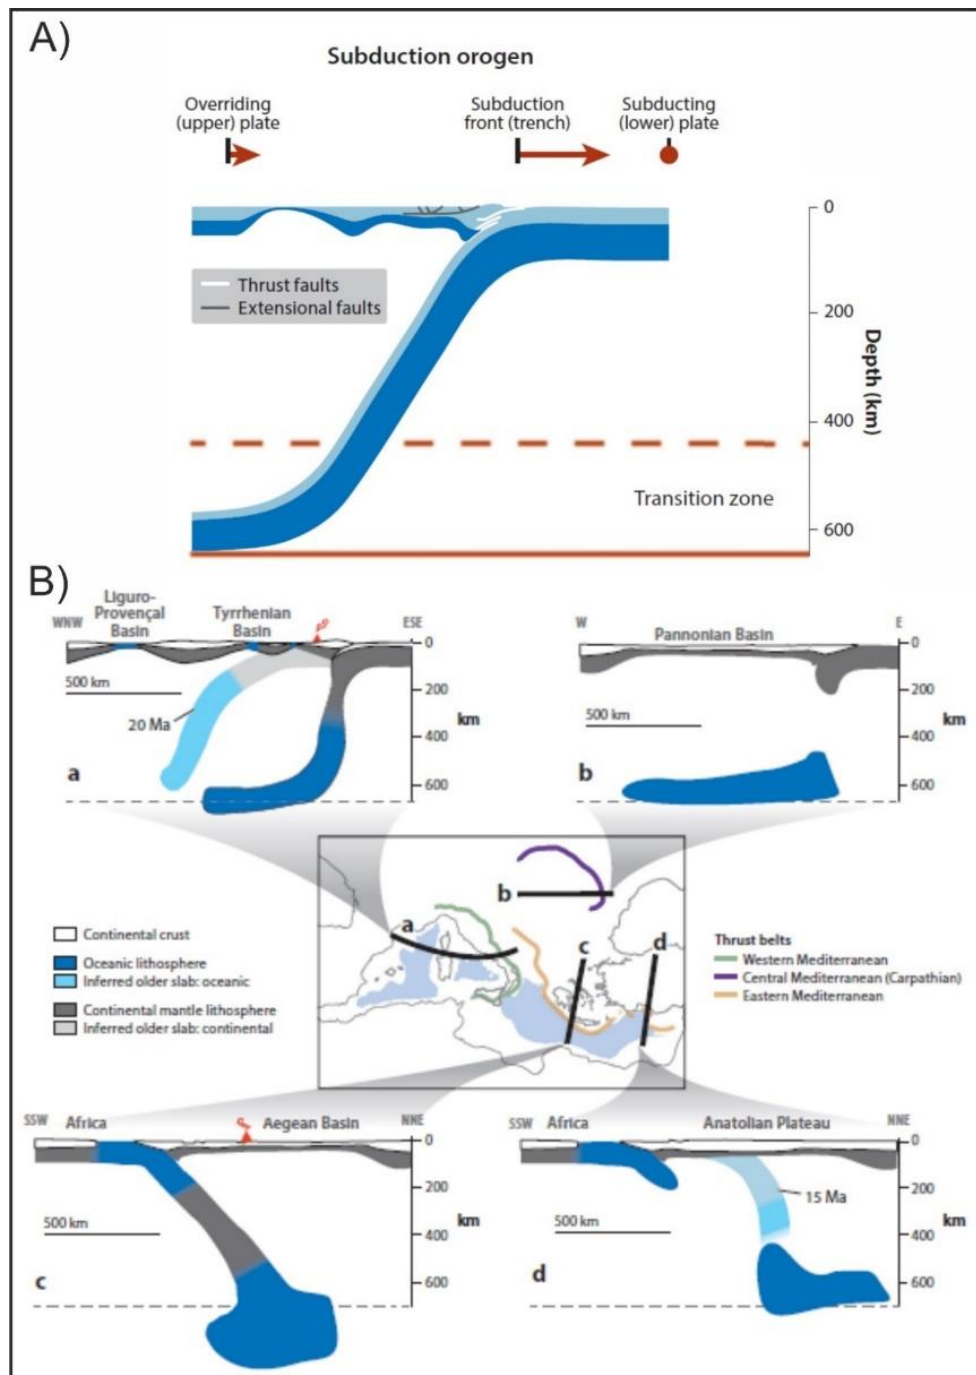 A)
Subduction orogen
Overriding
(upper) plate
Subduction
front (trench)
Subducting
(lower) plate
0
Thrust faults
Extensional faults
200
Depth (km)
400
Transition zone
600
B)
WNW
Liguro-
Provençal
Basin
Tyrrhenian
Basin
ESE
0
500 km
200
20 Ma
km
400
a
600
W
Pannonian Basin
E
0
200
500 km
km
400
b
600
b
a
c
d
Continental crust
Oceanic lithosphere
Inferred older slab: oceanic
Continental mantle lithosphere
Inferred older slab: continental
Thrust belts
Western Mediterranean
Central Mediterranean (Carpathian)
Eastern Mediterranean
SSW
Africa
Aegean Basin
NNE
0
200
500 km
km
400
c
600
SSW
Africa
Anatolian Plateau
NNE
0
200
15 Ma
500 km
km
400
d
600